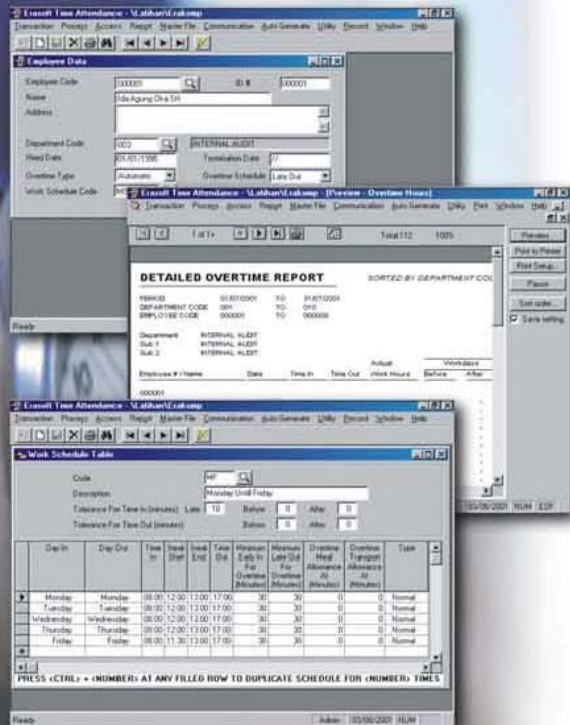 Erasoft Time Attendance - \Latihan\Erakomp
Transaction Process Access Report Master File Communication Auto Generate Utility Record Window Help
Employee Data
Employee Code 000001 ID # 000001
Name Ida Agung Oka SH
Address
Department Code 003 INTERNAL AUDIT
Hired Date 01/01/1995 Termination Date //
Overtime Type Automatic Overtime Schedule Late Out
Work Schedule Code
Ready
Erasoft Time Attendance - \Latihan\Erakomp - [Preview - Overtime Hours]
Transaction Process Access Report Master File Communication Auto Generate Utility Print Window Help
1 of 1+ Total:112 100%
Preview
Print to Printer
Print Setup...
Pause
Sort order...
Save setting
DETAILED OVERTIME REPORT SORTED BY DEPARTMENT COD
PERIOD 01/07/2001 TO 31/07/2001
DEPARTMENT CODE 001 TO 010
EMPLOYEE CODE 000001 TO 000006
Department INTERNAL AUDIT
Sub 1 INTERNAL AUDIT
Sub 2 INTERNAL AUDIT
Actual Workdays
Employee # / Name Date Time In Time Out Work Hours Before After
000001
03/08/2001 NUM EDF
Erasoft Time Attendance - \Latihan\Erakomp
Transaction Process Access Report Master File Communication Auto Generate Utility Record Window Help
Work Schedule Table
Code MF
Description Monday Until Friday
Tolerance For Time In (minutes) Late 10 Before 0 After 0
Tolerance For Time Out (minutes) Before 0 After 0
Day In Day Out Time In Break Start Break End Time Out Minimum Early In For Overtime (Minutes) Minimum Late Out For Overtime (Minutes) Overtime Meal Allowance At (Minutes) Overtime Transport Allowance At (Minutes) Type
Monday Monday 08:00 12:00 13:00 17:00 30 30 0 0 Normal
Tuesday Tuesday 08:00 12:00 13:00 17:00 30 30 0 0 Normal
Wednesday Wednesday 08:00 12:00 13:00 17:00 30 30 0 0 Normal
Thursday Thursday 08:00 12:00 13:00 17:00 30 30 0 0 Normal
Friday Friday 08:00 11:30 13:00 17:00 30 30 0 0 Normal
PRESS <CTRL> + <NUMBER> AT ANY FILLED ROW TO DUPLICATE SCHEDULE FOR <NUMBER> TIMES
Ready Admin 03/08/2001 NUM